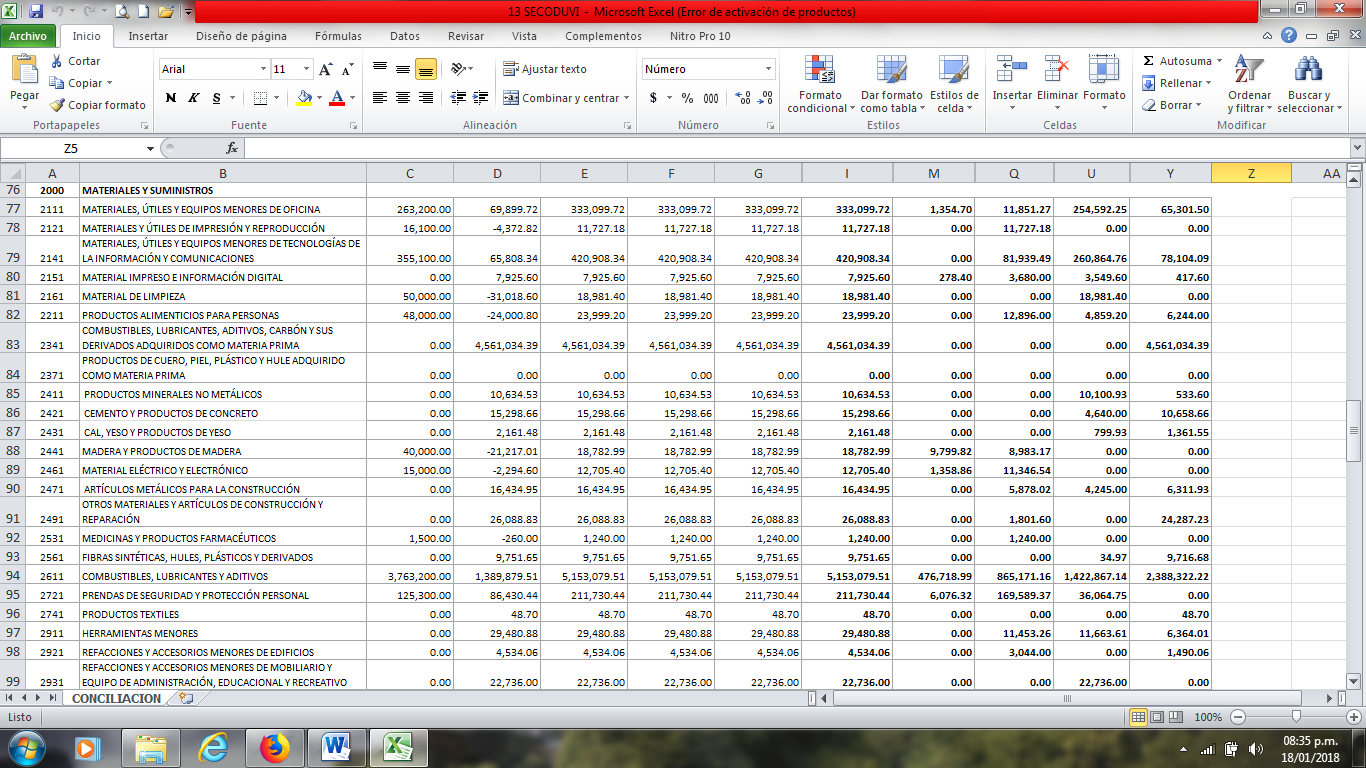 13 SECODUVI - Microsoft Excel (Error de activación de productos)
Archivo Inicio Insertar Diseño de página Fórmulas Datos Revisar Vista Complementos Nitro Pro 10
Pegar Cortar Copiar Copiar formato Portapapeles
Arial 11 N K S Fuente
Ajustar texto Combinar y centrar Alineación
Número $ % 000 Número
Formato condicional Dar formato como tabla Estilos de celda Estilos
Insertar Eliminar Formato Celdas
Σ Autosuma Rellenar Borrar Ordenar y filtrar Buscar y seleccionar Modificar
Z5 fx
A B C D E F G I M Q U Y Z AA
76 2000 MATERIALES Y SUMINISTROS
77 2111 MATERIALES, ÚTILES Y EQUIPOS MENORES DE OFICINA 263,200.00 69,899.72 333,099.72 333,099.72 333,099.72 333,099.72 1,354.70 11,851.27 254,592.25 65,301.50
78 2121 MATERIALES Y ÚTILES DE IMPRESIÓN Y REPRODUCCIÓN 16,100.00 -4,372.82 11,727.18 11,727.18 11,727.18 11,727.18 0.00 11,727.18 0.00 0.00
MATERIALES, ÚTILES Y EQUIPOS MENORES DE TECNOLOGÍAS DE
79 2141 LA INFORMACIÓN Y COMUNICACIONES 355,100.00 65,808.34 420,908.34 420,908.34 420,908.34 420,908.34 0.00 81,939.49 260,864.76 78,104.09
80 2151 MATERIAL IMPRESO E INFORMACIÓN DIGITAL 0.00 7,925.60 7,925.60 7,925.60 7,925.60 7,925.60 278.40 3,680.00 3,549.60 417.60
81 2161 MATERIAL DE LIMPIEZA 50,000.00 -31,018.60 18,981.40 18,981.40 18,981.40 18,981.40 0.00 0.00 18,981.40 0.00
82 2211 PRODUCTOS ALIMENTICIOS PARA PERSONAS 48,000.00 -24,000.80 23,999.20 23,999.20 23,999.20 23,999.20 0.00 12,896.00 4,859.20 6,244.00
COMBUSTIBLES, LUBRICANTES, ADITIVOS, CARBÓN Y SUS
83 2341 DERIVADOS ADQUIRIDOS COMO MATERIA PRIMA 0.00 4,561,034.39 4,561,034.39 4,561,034.39 4,561,034.39 4,561,034.39 0.00 0.00 0.00 4,561,034.39
PRODUCTOS DE CUERO, PIEL, PLÁSTICO Y HULE ADQUIRIDO
84 2371 COMO MATERIA PRIMA 0.00 0.00 0.00 0.00 0.00 0.00 0.00 0.00 0.00 0.00
85 2411 PRODUCTOS MINERALES NO METÁLICOS 0.00 10,634.53 10,634.53 10,634.53 10,634.53 10,634.53 0.00 0.00 10,100.93 533.60
86 2421 CEMENTO Y PRODUCTOS DE CONCRETO 0.00 15,298.66 15,298.66 15,298.66 15,298.66 15,298.66 0.00 0.00 4,640.00 10,658.66
87 2431 CAL, YESO Y PRODUCTOS DE YESO 0.00 2,161.48 2,161.48 2,161.48 2,161.48 2,161.48 0.00 0.00 799.93 1,361.55
88 2441 MADERA Y PRODUCTOS DE MADERA 40,000.00 -21,217.01 18,782.99 18,782.99 18,782.99 18,782.99 9,799.82 8,983.17 0.00 0.00
89 2461 MATERIAL ELÉCTRICO Y ELECTRÓNICO 15,000.00 -2,294.60 12,705.40 12,705.40 12,705.40 12,705.40 1,358.86 11,346.54 0.00 0.00
90 2471 ARTÍCULOS METÁLICOS PARA LA CONSTRUCCIÓN 0.00 16,434.95 16,434.95 16,434.95 16,434.95 16,434.95 0.00 5,878.02 4,245.00 6,311.93
OTROS MATERIALES Y ARTÍCULOS DE CONSTRUCCIÓN Y
91 2491 REPARACIÓN 0.00 26,088.83 26,088.83 26,088.83 26,088.83 26,088.83 0.00 1,801.60 0.00 24,287.23
92 2531 MEDICINAS Y PRODUCTOS FARMACÉUTICOS 1,500.00 -260.00 1,240.00 1,240.00 1,240.00 1,240.00 0.00 1,240.00 0.00 0.00
93 2561 FIBRAS SINTÉTICAS, HULES, PLÁSTICOS Y DERIVADOS 0.00 9,751.65 9,751.65 9,751.65 9,751.65 9,751.65 0.00 0.00 34.97 9,716.68
94 2611 COMBUSTIBLES, LUBRICANTES Y ADITIVOS 3,763,200.00 1,389,879.51 5,153,079.51 5,153,079.51 5,153,079.51 5,153,079.51 476,718.99 865,171.16 1,422,867.14 2,388,322.22
95 2721 PRENDAS DE SEGURIDAD Y PROTECCIÓN PERSONAL 125,300.00 86,430.44 211,730.44 211,730.44 211,730.44 211,730.44 6,076.32 169,589.37 36,064.75 0.00
96 2741 PRODUCTOS TEXTILES 0.00 48.70 48.70 48.70 48.70 48.70 0.00 0.00 0.00 48.70
97 2911 HERRAMIENTAS MENORES 0.00 29,480.88 29,480.88 29,480.88 29,480.88 29,480.88 0.00 11,453.26 11,663.61 6,364.01
98 2921 REFACCIONES Y ACCESORIOS MENORES DE EDIFICIOS 0.00 4,534.06 4,534.06 4,534.06 4,534.06 4,534.06 0.00 3,044.00 0.00 1,490.06
REFACCIONES Y ACCESORIOS MENORES DE MOBILIARIO Y
99 2931 EQUIPO DE ADMINISTRACIÓN, EDUCACIONAL Y RECREATIVO 0.00 22,736.00 22,736.00 22,736.00 22,736.00 22,736.00 0.00 0.00 22,736.00 0.00
CONCILIACION
Listo 100%
08:35 p.m.
18/01/2018